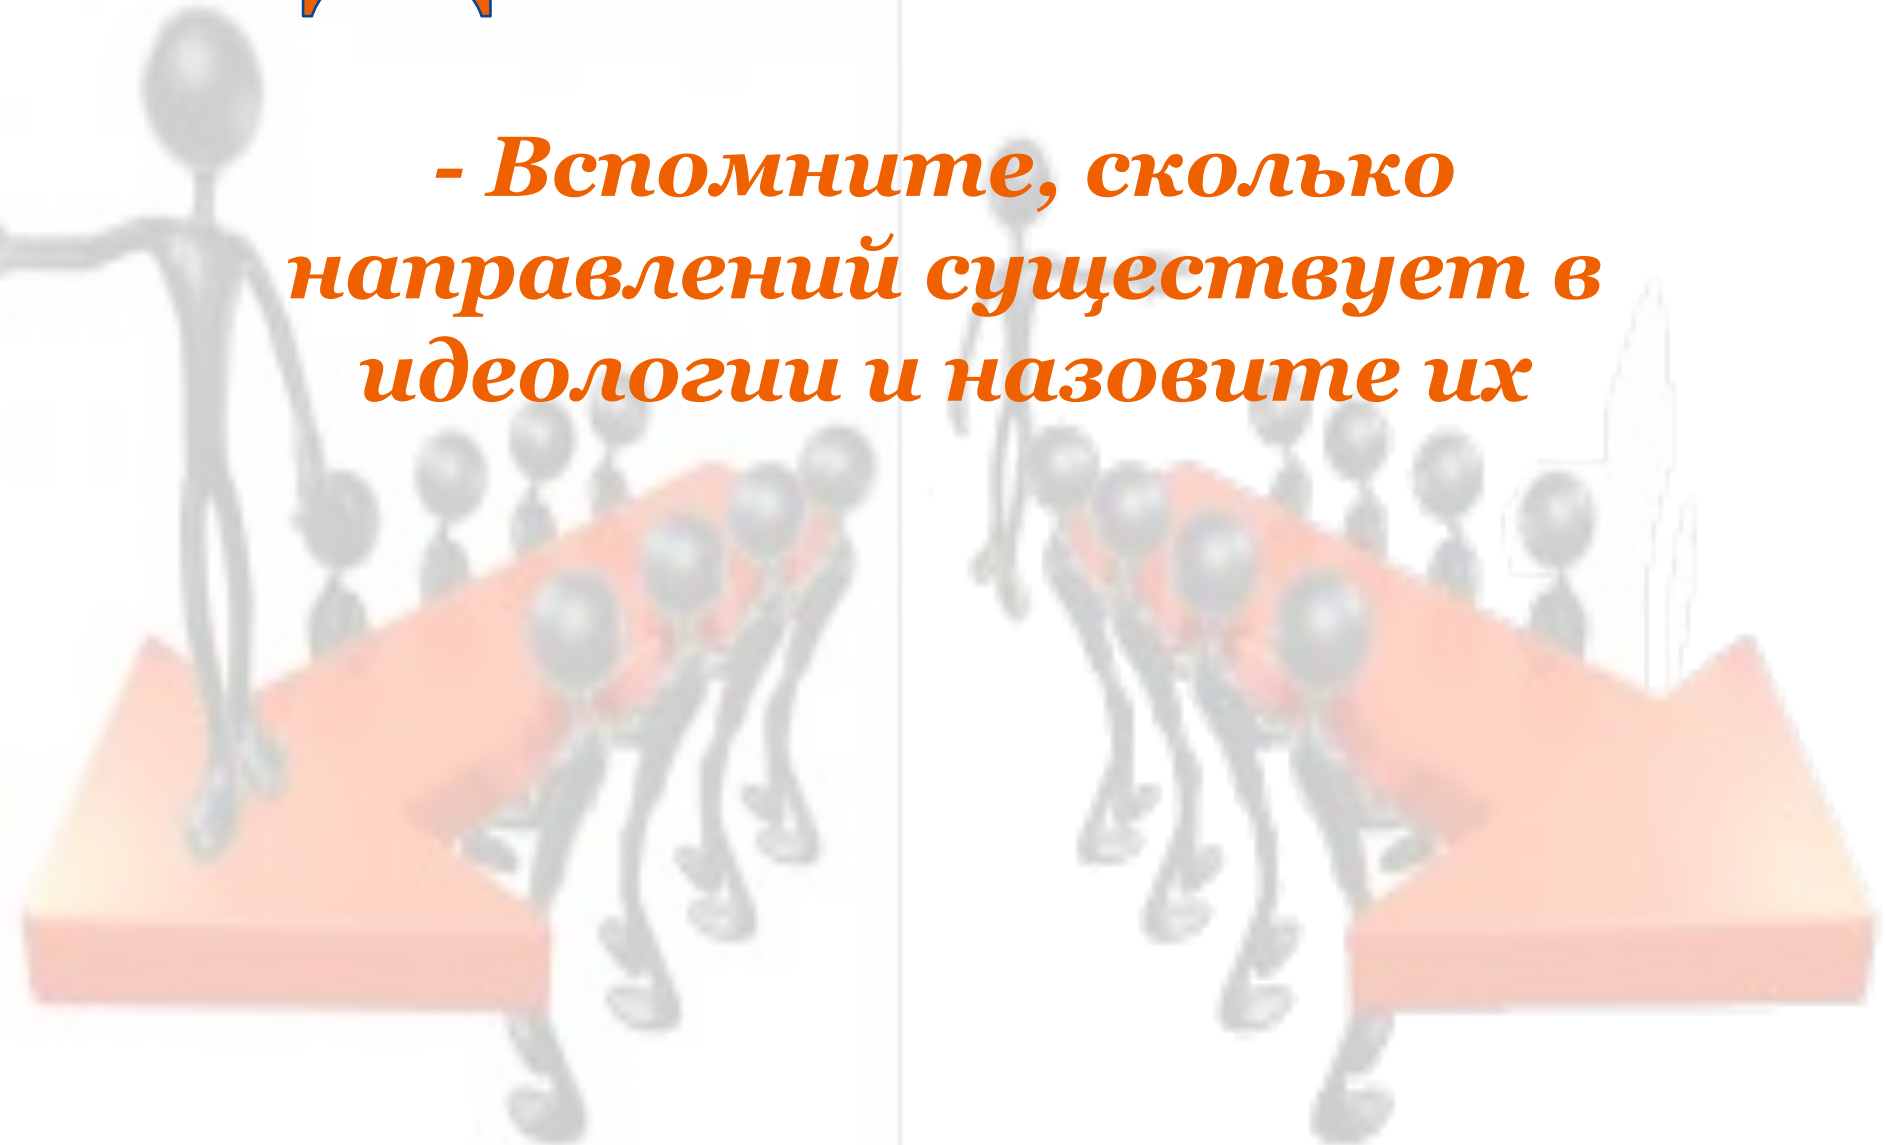 - Вспомните, сколько
направлений существует в
идеологии и назовите их